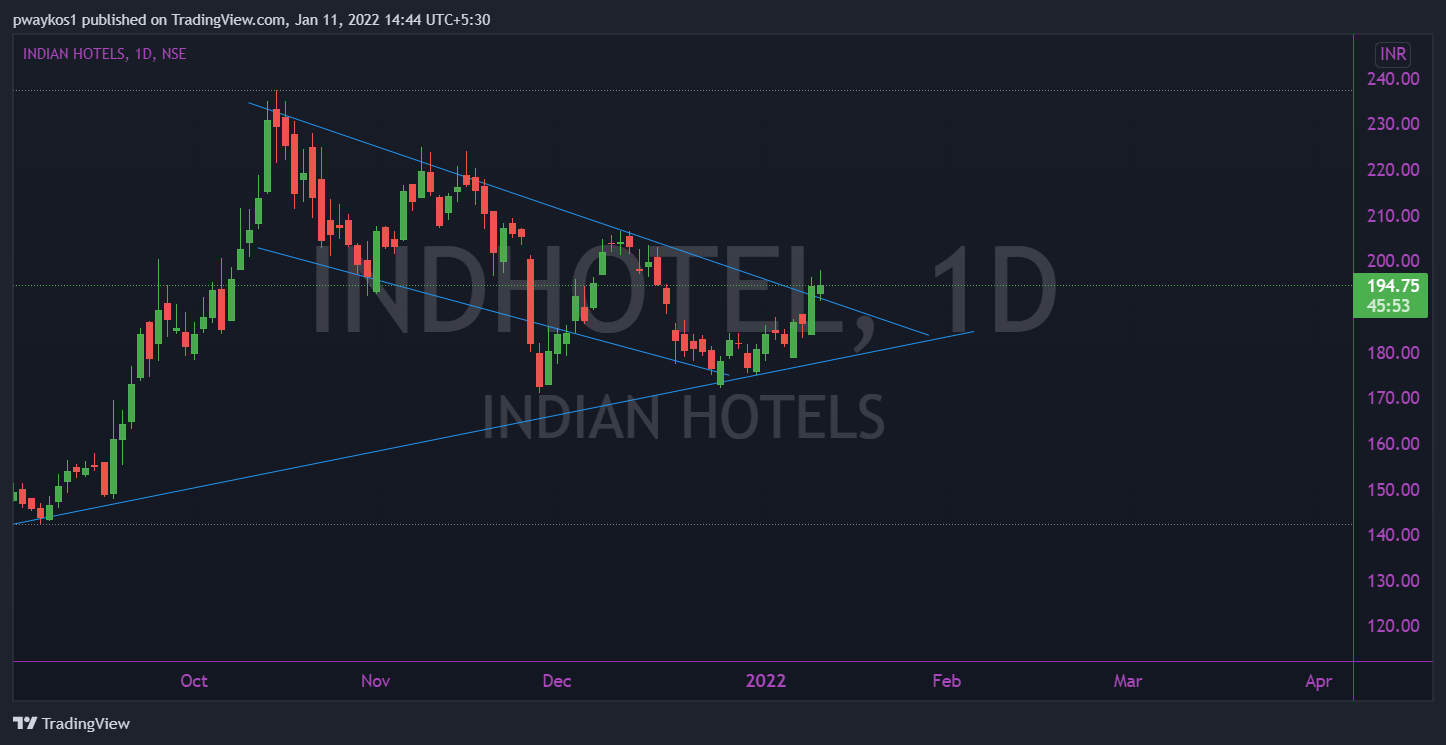 pwaykos1 published on TradingView.com, Jan 11, 2022 14:44 UTC+5:30
INDIAN HOTELS, 1D, NSE
INR
240.00
230.00
220.00
210.00
200.00
194.75
45:53
180.00
170.00
160.00
150.00
140.00
130.00
120.00
INDHOTEL, 1D
INDIAN HOTELS
Oct Nov Dec 2022 Feb Mar Apr
TradingView